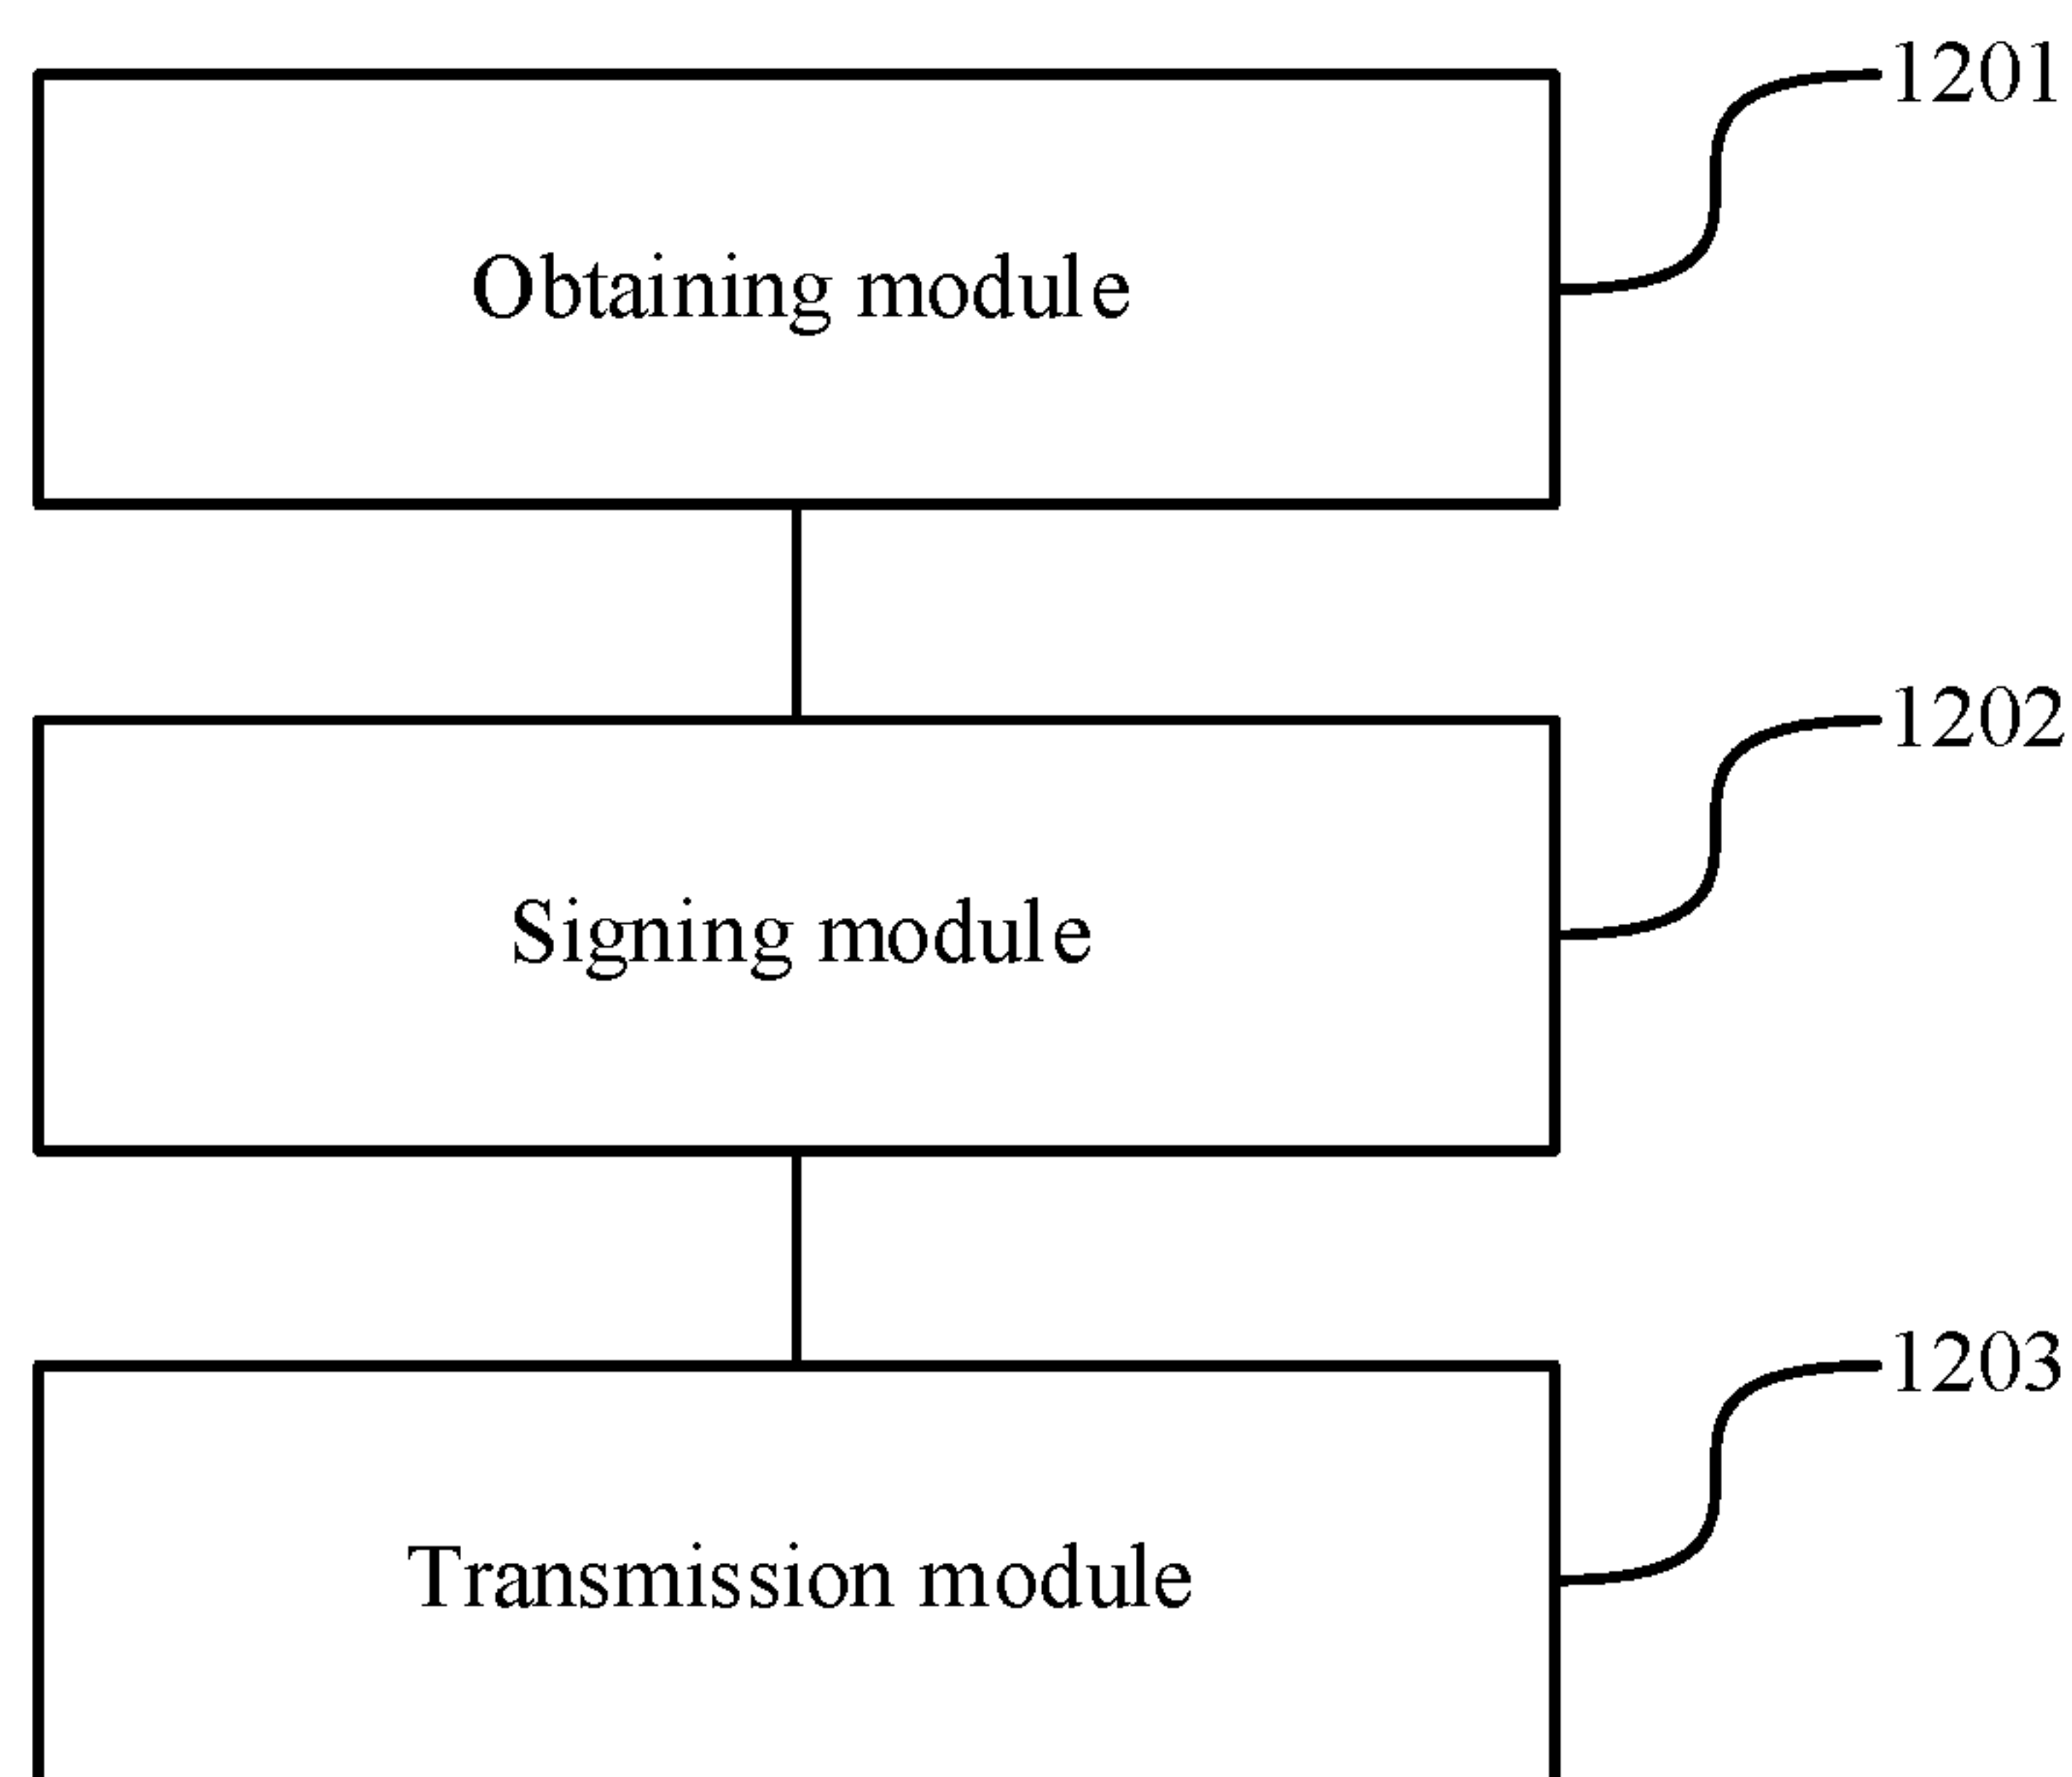 1201
Obtaining module
1202
Signing module
1203
Transmission module